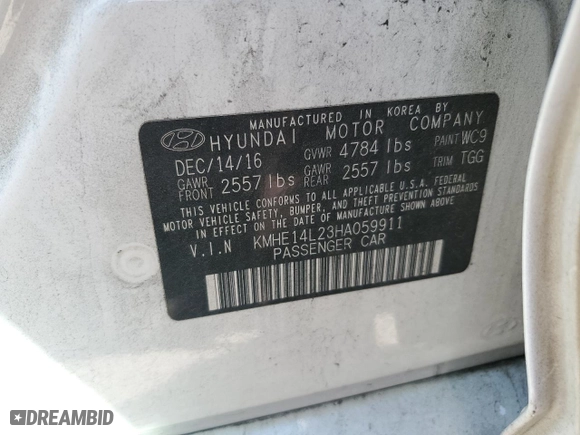 MANUFACTURED IN KOREA BY
HYUNDAI MOTOR COMPANY
DEC/14/16 GVWR 4784 lbs PAINT WC9
GAWR FRONT 2557 lbs GAWR REAR 2557 lbs TRIM TGG
THIS VEHICLE CONFORMS TO ALL APPLICABLE U.S.A. FEDERAL
MOTOR VEHICLE SAFETY, BUMPER, AND THEFT PREVENTION STANDARDS
IN EFFECT ON THE DATE OF MANUFACTURE SHOWN ABOVE.
V.I.N KMHE14L23HA059911
PASSENGER CAR
DREAMBID